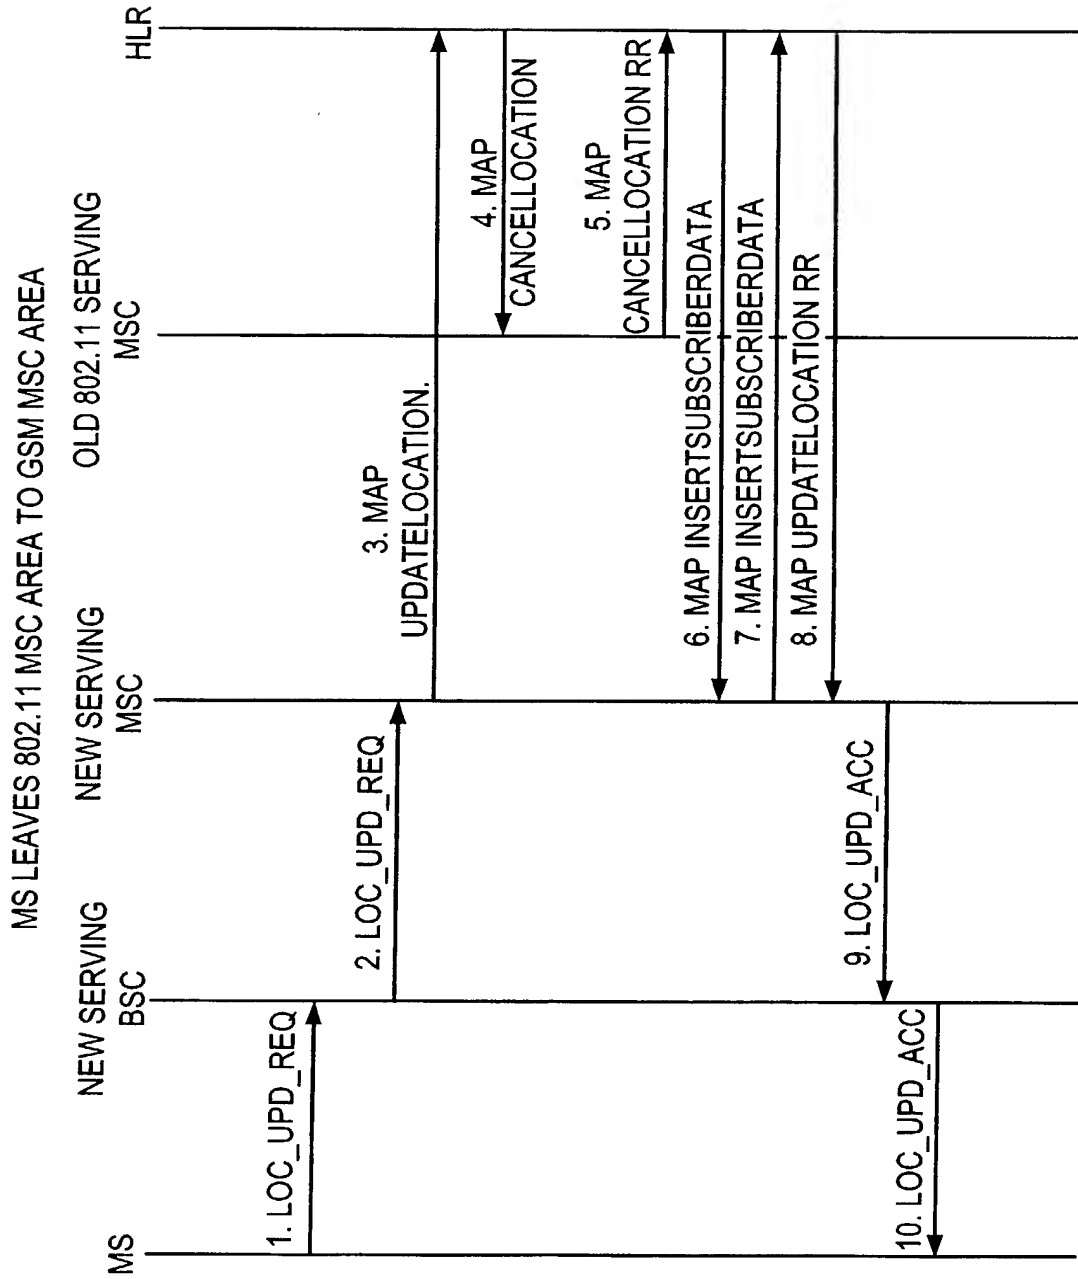 MS LEAVES 802.11 MSC AREA TO GSM MSC AREA
MS
NEW SERVING
BSC
NEW SERVING
MSC
OLD 802.11 SERVING
MSC
HLR
1. LOC_UPD_REQ
2. LOC_UPD_REQ
3. MAP
UPDATELOCATION.
4. MAP
CANCELLOCATION
5. MAP
CANCELLOCATION RR
6. MAP INSERTSUBSCRIBERDATA
7. MAP INSERTSUBSCRIBERDATA
8. MAP UPDATELOCATION RR
9. LOC_UPD_ACC
10. LOC_UPD_ACC